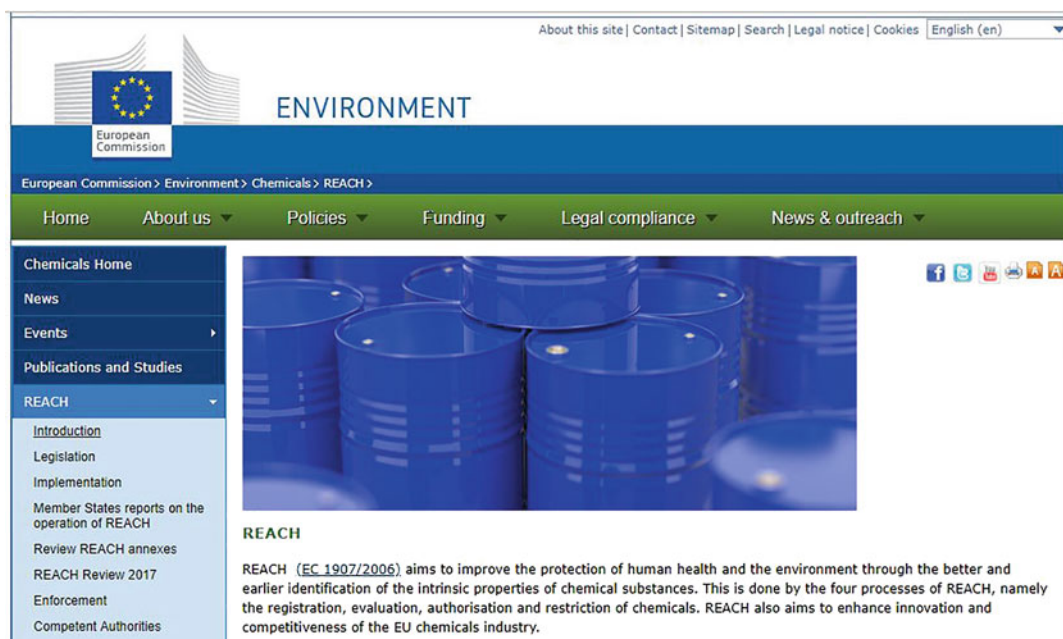 About this site | Contact | Sitemap | Search | Legal notice | Cookies English (en)
European
Commission
ENVIRONMENT
European Commission > Environment > Chemicals > REACH >
Home About us Policies Funding Legal compliance News & outreach
Chemicals Home
News
Events
Publications and Studies
REACH
Introduction
Legislation
Implementation
Member States reports on the
operation of REACH
Review REACH annexes
REACH Review 2017
Enforcement
Competent Authorities
f You Tube A A
REACH
REACH (EC 1907/2006) aims to improve the protection of human health and the environment through the better and
earlier identification of the intrinsic properties of chemical substances. This is done by the four processes of REACH, namely
the registration, evaluation, authorisation and restriction of chemicals. REACH also aims to enhance innovation and
competitiveness of the EU chemicals industry.